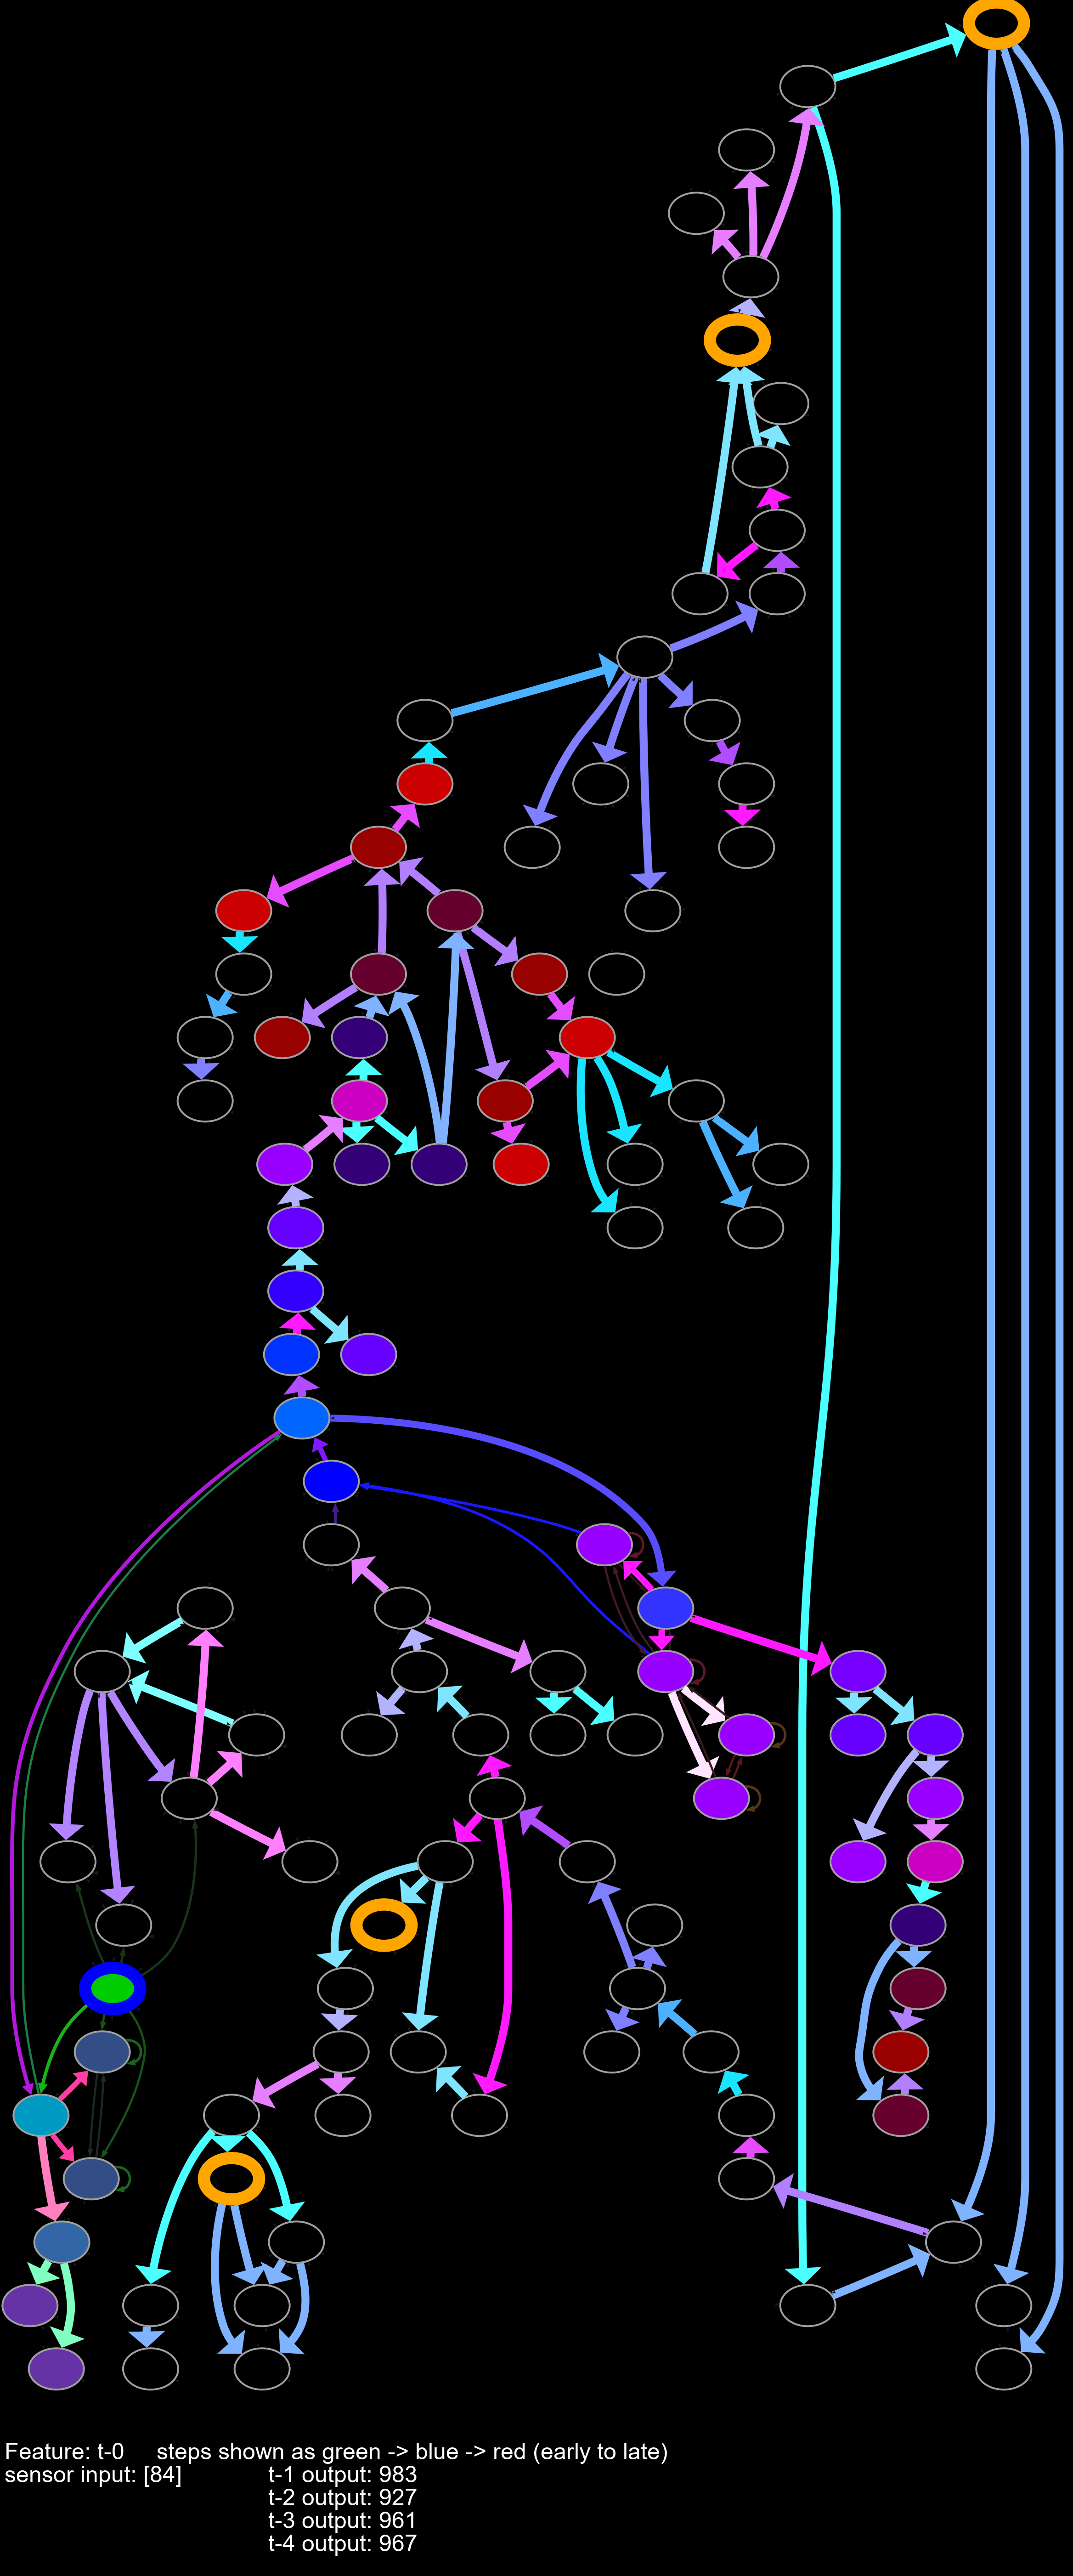 Feature: t-0 steps shown as green -> blue -> red (early to late)
sensor input: [84] t-1 output: 983
t-2 output: 927
t-3 output: 961
t-4 output: 967